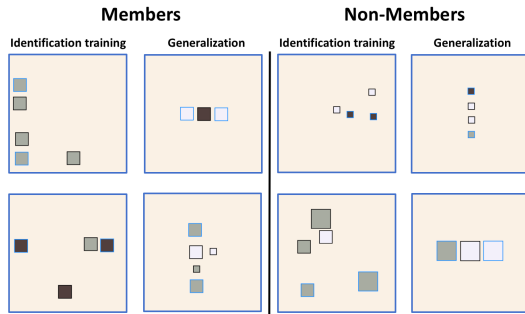 Members
Non-Members
Identification training
Generalization
Identification training
Generalization